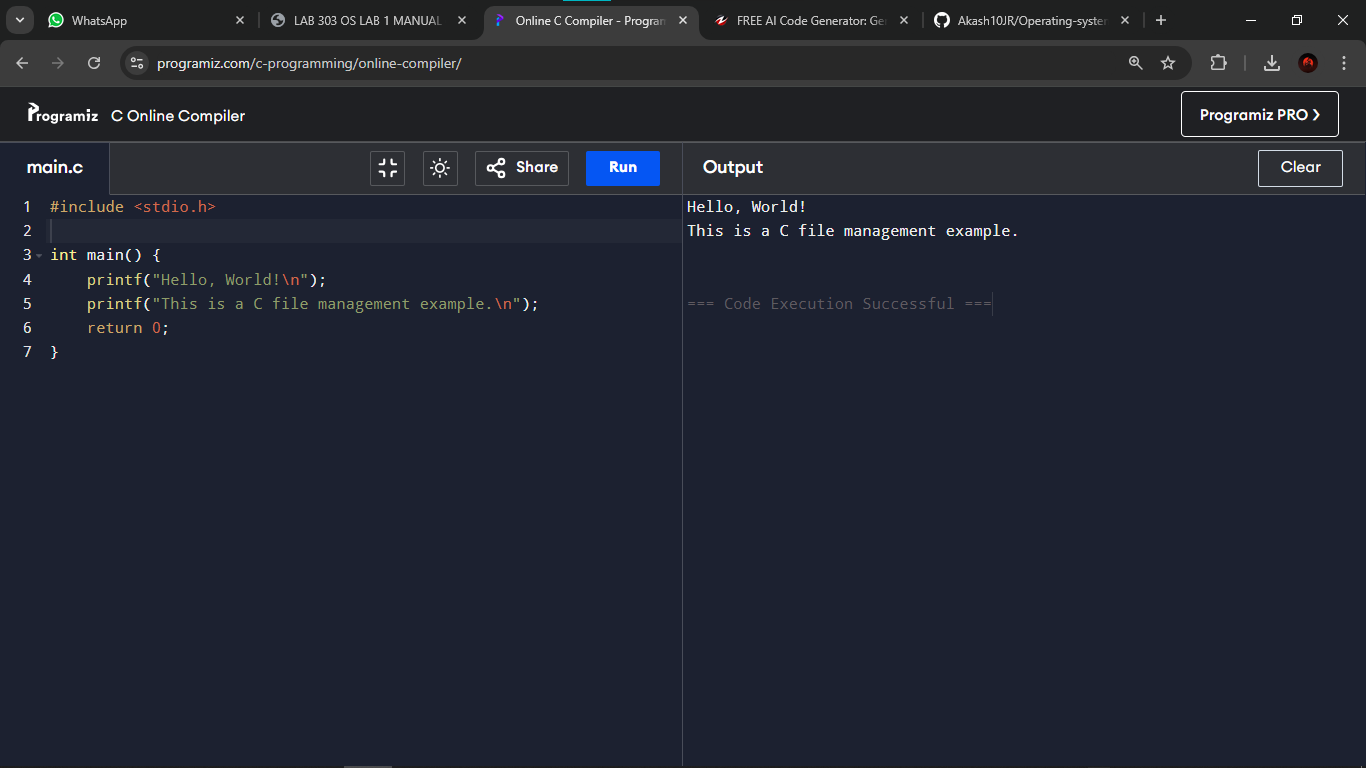 WhatsApp
LAB 303 OS LAB 1 MANUAL
Online C Compiler - Program
FREE AI Code Generator: Ge
Akash10JR/Operating-syste
programiz.com/c-programming/online-compiler/
Programiz C Online Compiler
Programiz PRO
main.c
Share
Run
Output
Clear
1 #include <stdio.h>
2
3 int main() {
4 printf("Hello, World!\n");
5 printf("This is a C file management example.\n");
6 return 0;
7 }
Hello, World!
This is a C file management example.
=== Code Execution Successful ===